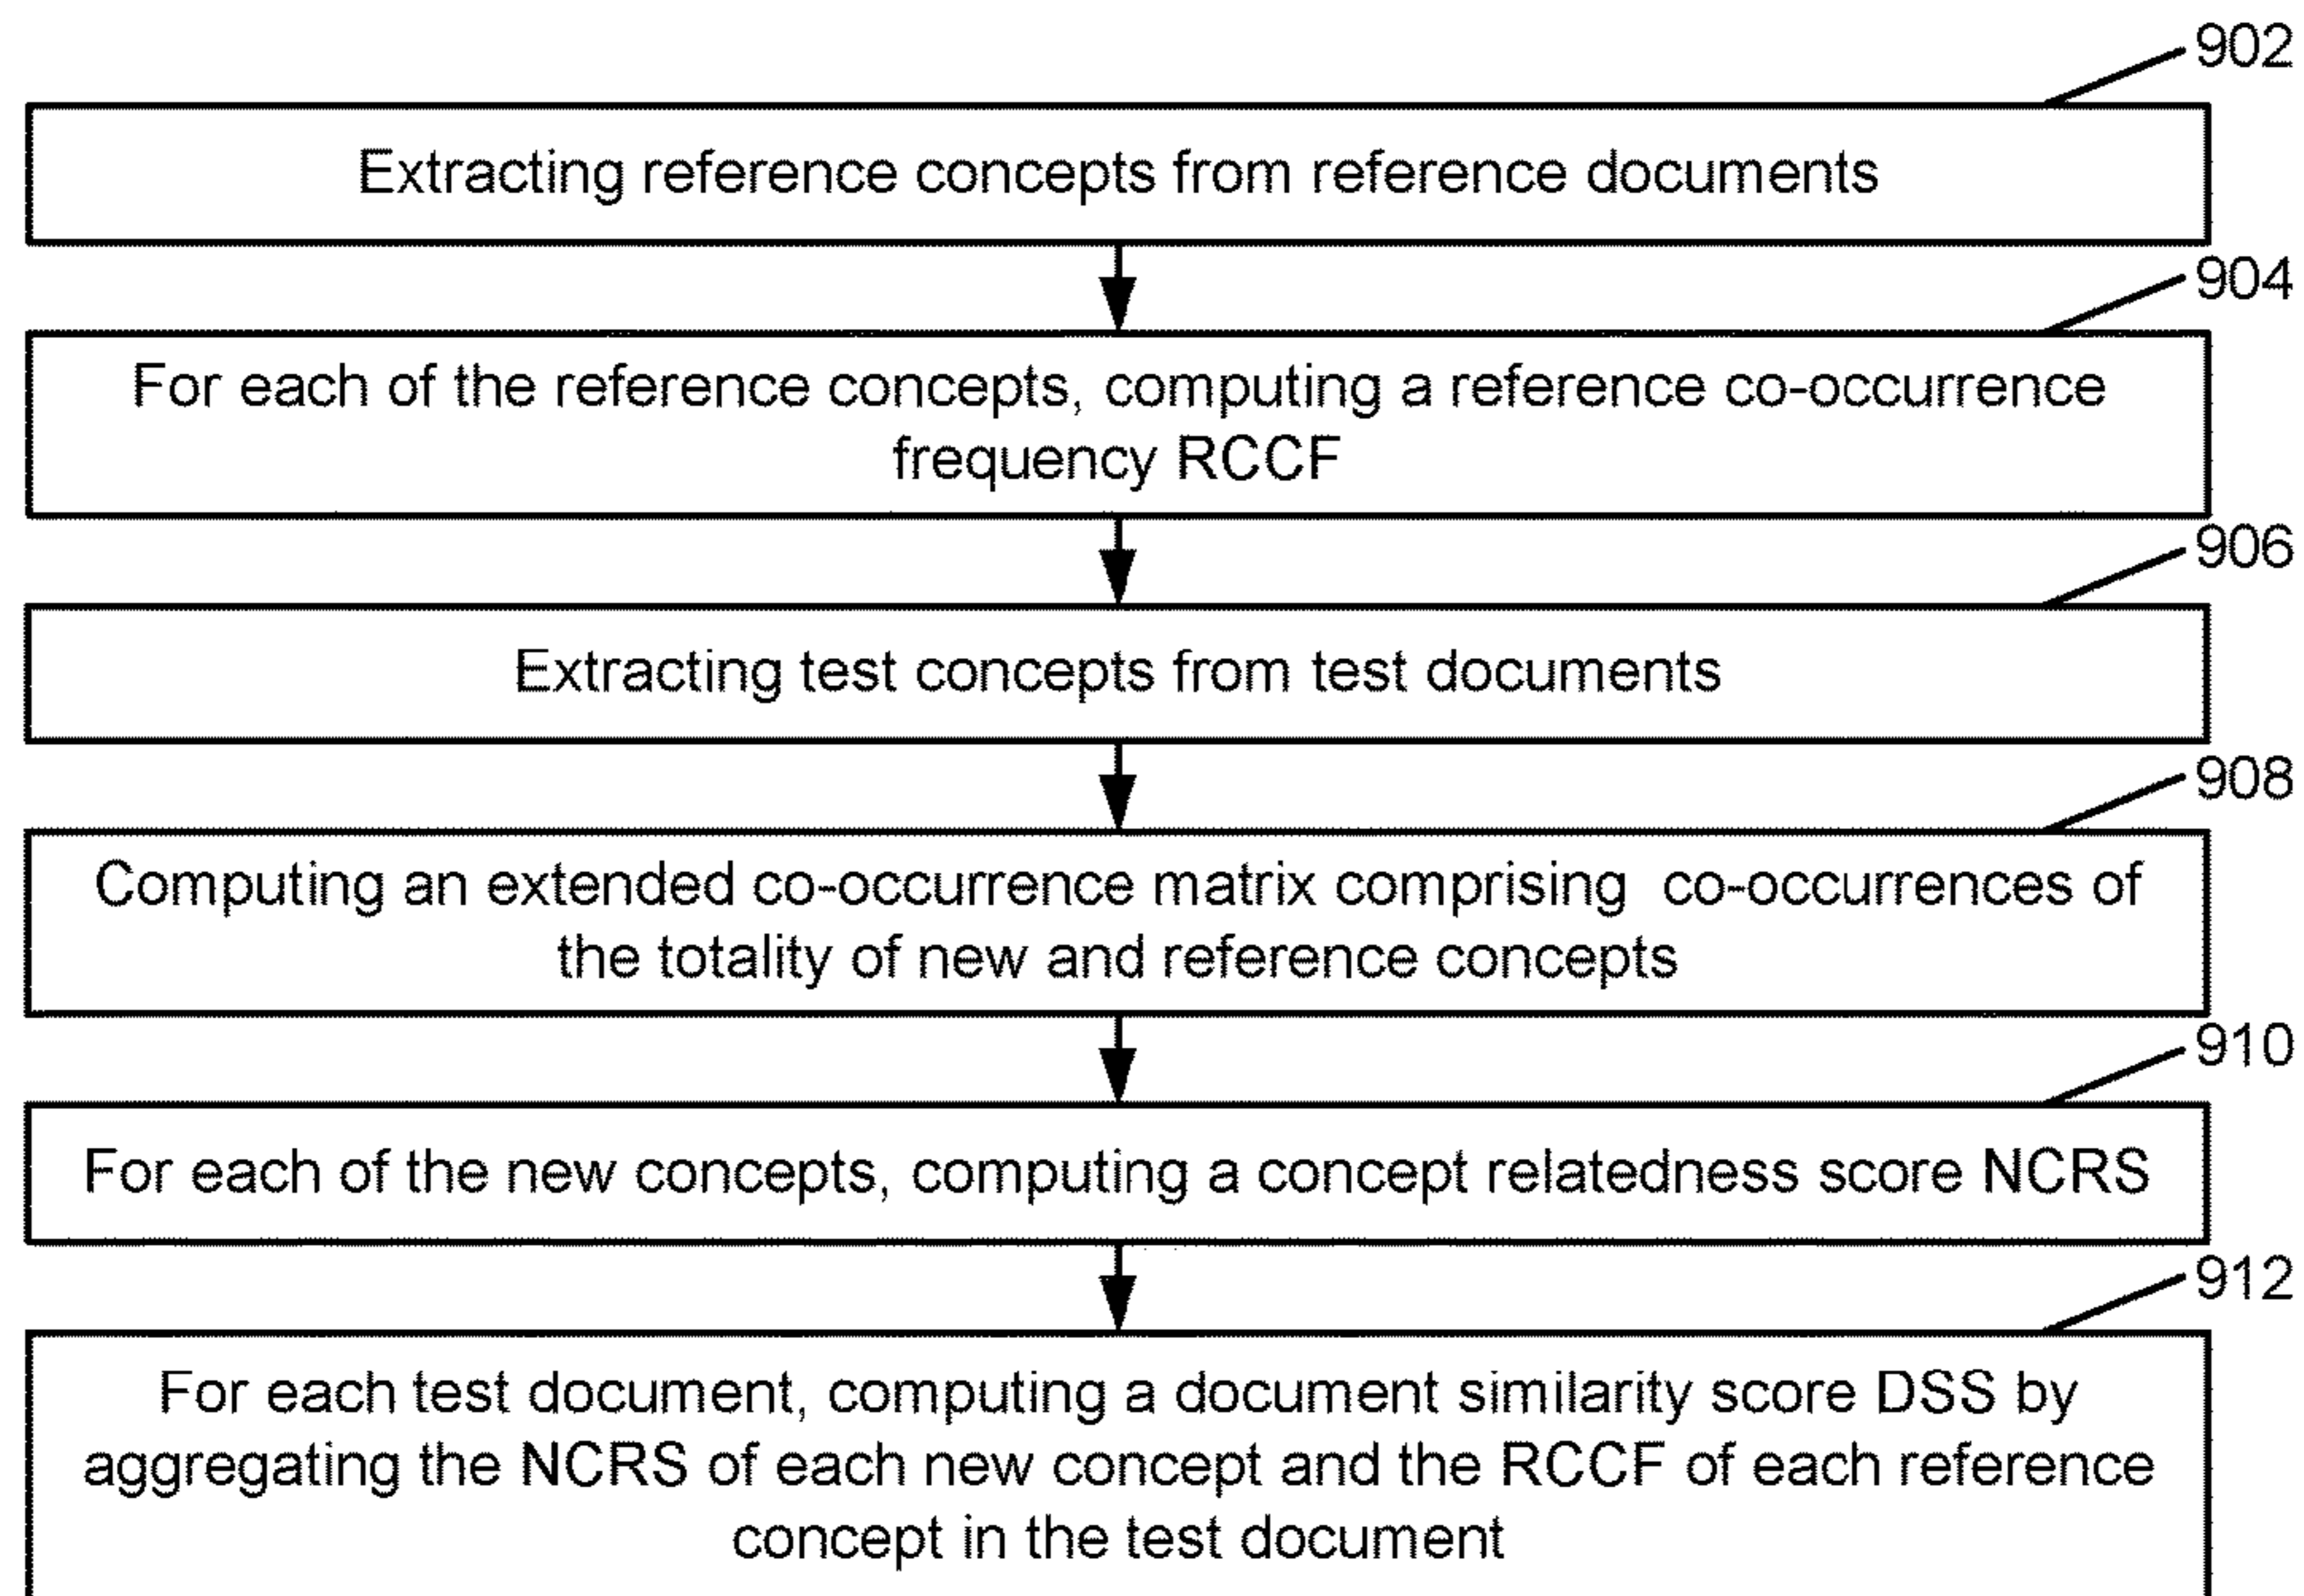 902
Extracting reference concepts from reference documents
904
For each of the reference concepts, computing a reference co-occurrence
frequency RCCF
906
Extracting test concepts from test documents
908
Computing an extended co-occurrence matrix comprising co-occurrences of
the totality of new and reference concepts
910
For each of the new concepts, computing a concept relatedness score NCRS
912
For each test document, computing a document similarity score DSS by
aggregating the NCRS of each new concept and the RCCF of each reference
concept in the test document